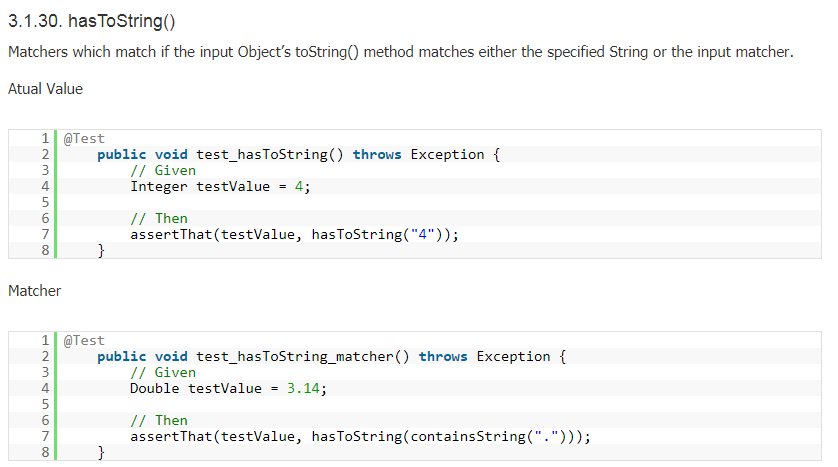 3.1.30. hasToString()
Matchers which match if the input Object's toString() method matches either the specified String or the input matcher.
Atual Value
1 @Test
2     public void test_hasToString() throws Exception {
3         // Given
4         Integer testValue = 4;
5
6         // Then
7         assertThat(testValue, hasToString("4"));
8     }
Matcher
1 @Test
2     public void test_hasToString_matcher() throws Exception {
3         // Given
4         Double testValue = 3.14;
5
6         // Then
7         assertThat(testValue, hasToString(containsString(".")));
8     }